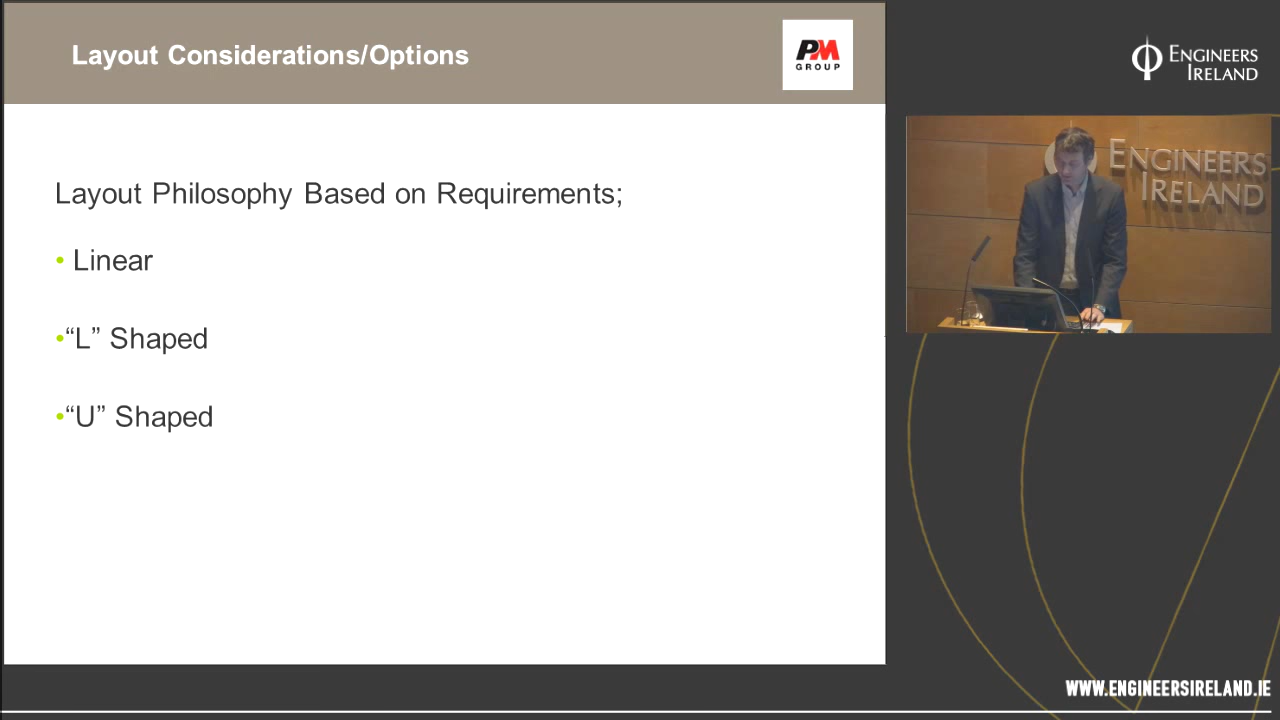 Layout Considerations/Options
PM
GROUP
ENGINEERS
IRELAND
Layout Philosophy Based on Requirements;
• Linear
•“L” Shaped
•“U” Shaped
ENGINEERS
IRELAND
WWW.ENGINEERSIRELAND.IE